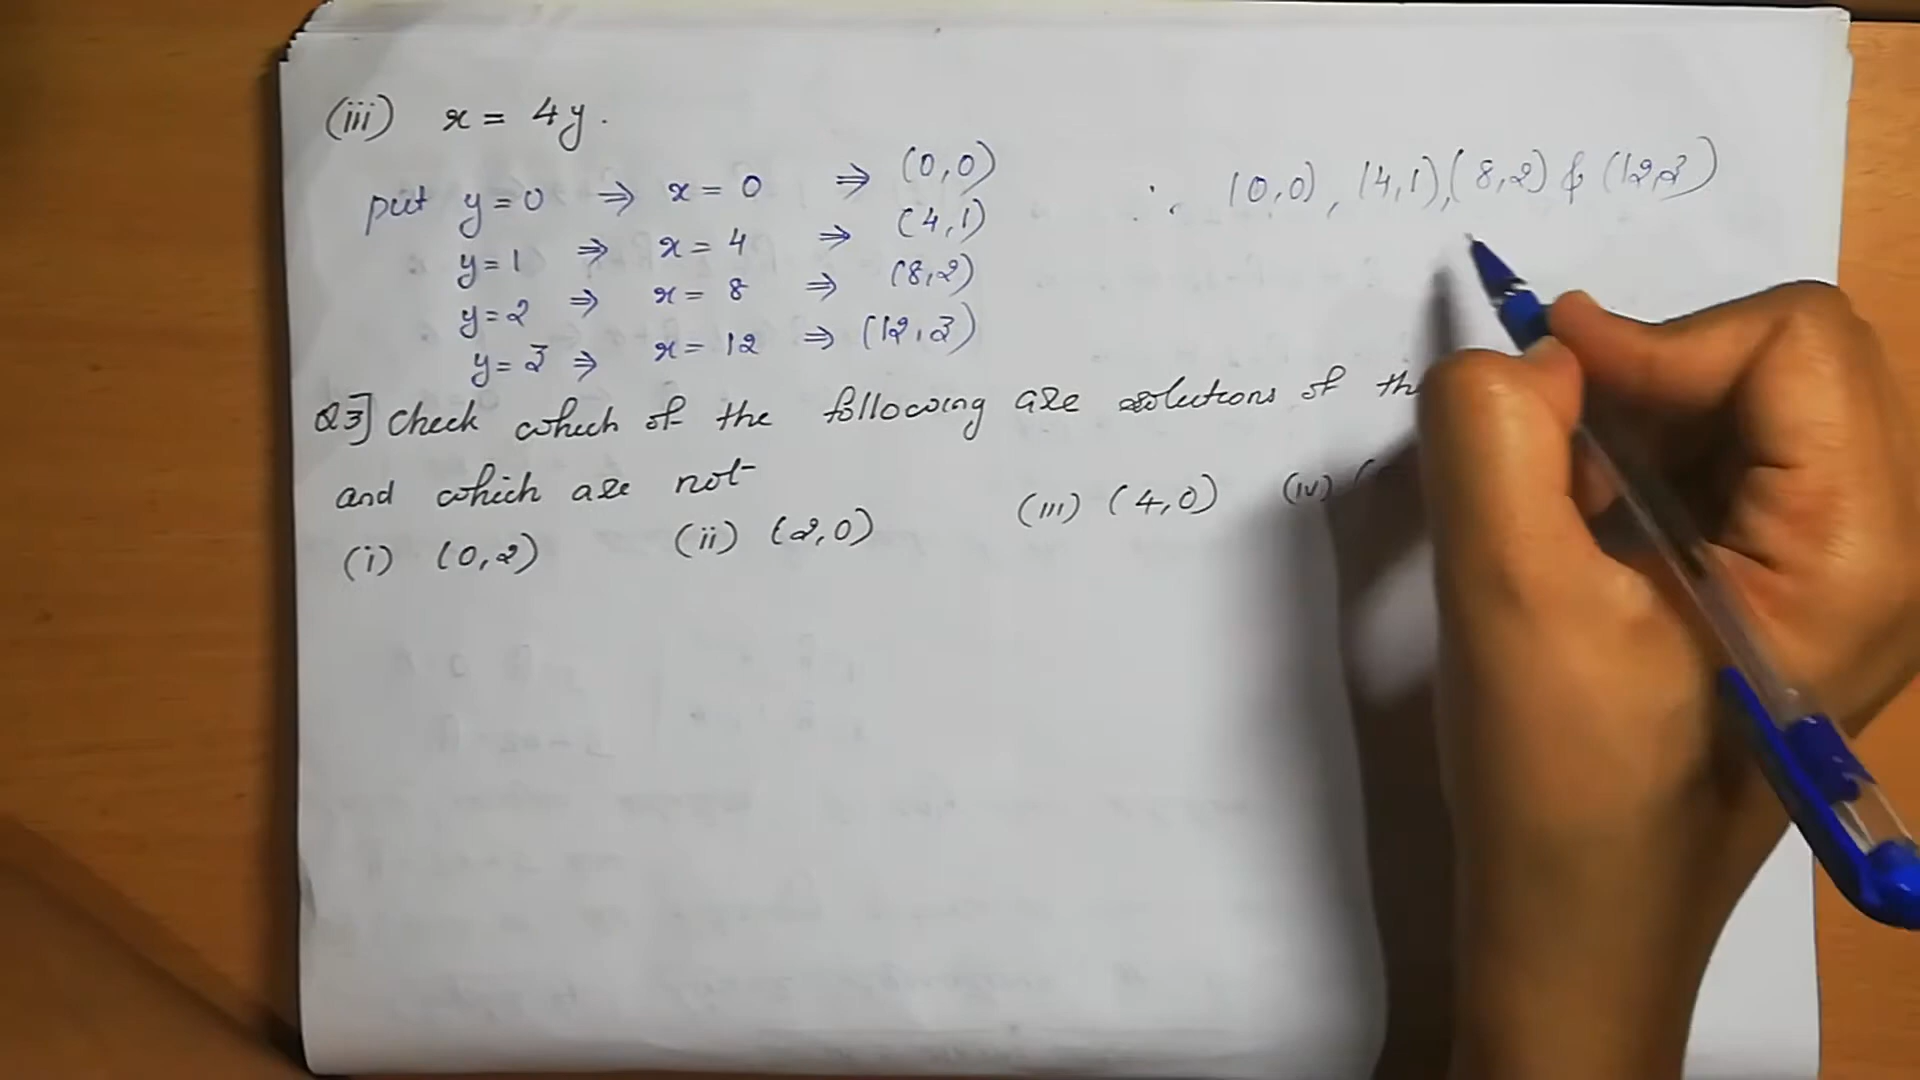 (iii) x = 4y.
put y=0 ⇒ x = 0 ⇒ (0,0)
y=1 ⇒ x = 4 ⇒ (4,1)
y=2 ⇒ x = 8 ⇒ (8,2)
y=3 ⇒ x = 12 ⇒ (12,3)
∴ (0,0), (4,1), (8,2) & (12,3)
Q3] Check which of the following are solutions of
and which are not
(i) (0,2) (ii) (2,0) (iii) (4,0) (iv)